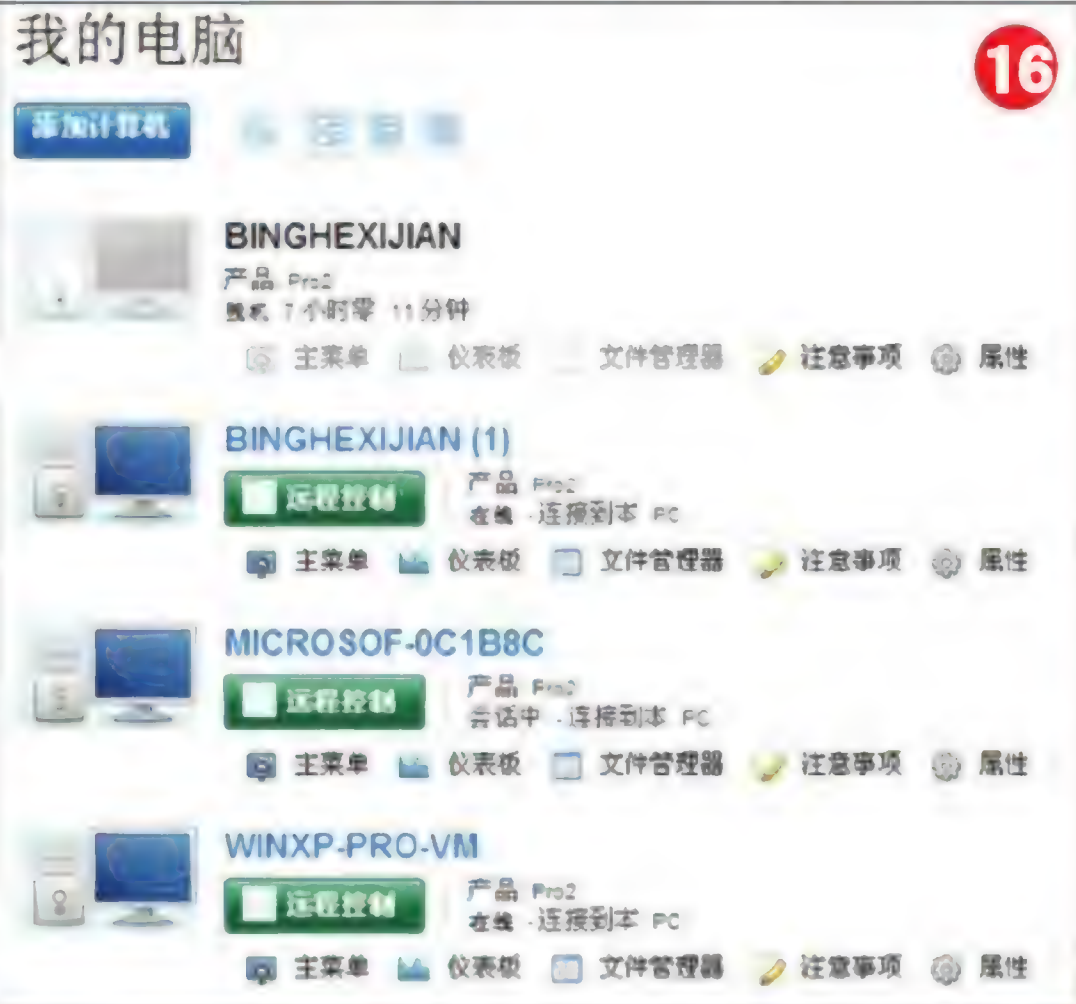 我的电脑
16
添加计算机
BINGHEXIJIAN
产品 Pro2
脱机 7 小时零 11 分钟
主菜单 仪表板 文件管理器 注意事项 属性
BINGHEXIJIAN (1)
远程控制 产品 Pro2
在线 - 连接到本 PC
主菜单 仪表板 文件管理器 注意事项 属性
MICROSOF-0C1B8C
远程控制 产品 Pro2
会话中 - 连接到本 PC
主菜单 仪表板 文件管理器 注意事项 属性
WINXP-PRO-VM
远程控制 产品 Pro2
在线 - 连接到本 PC
主菜单 仪表板 文件管理器 注意事项 属性